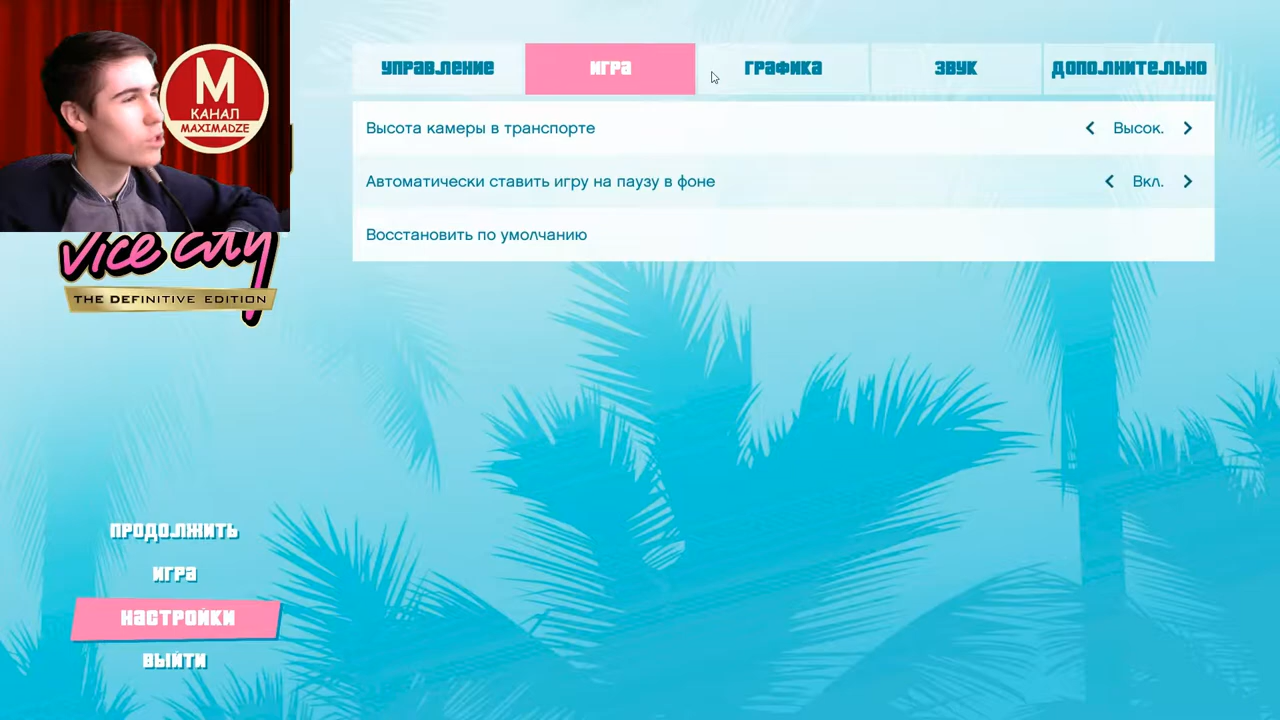 М
КАНАЛ
MAXIMADZE
vice city
THE DEFINITIVE EDITION
УПРАВЛЕНИЕ
ИГРА
ГРАФИКА
ЗВУК
ДОПОЛНИТЕЛЬНО
Высота камеры в транспорте
Высок.
Автоматически ставить игру на паузу в фоне
Вкл.
Восстановить по умолчанию
ПРОДОЛЖИТЬ
ИГРА
НАСТРОЙКИ
ВЫЙТИ